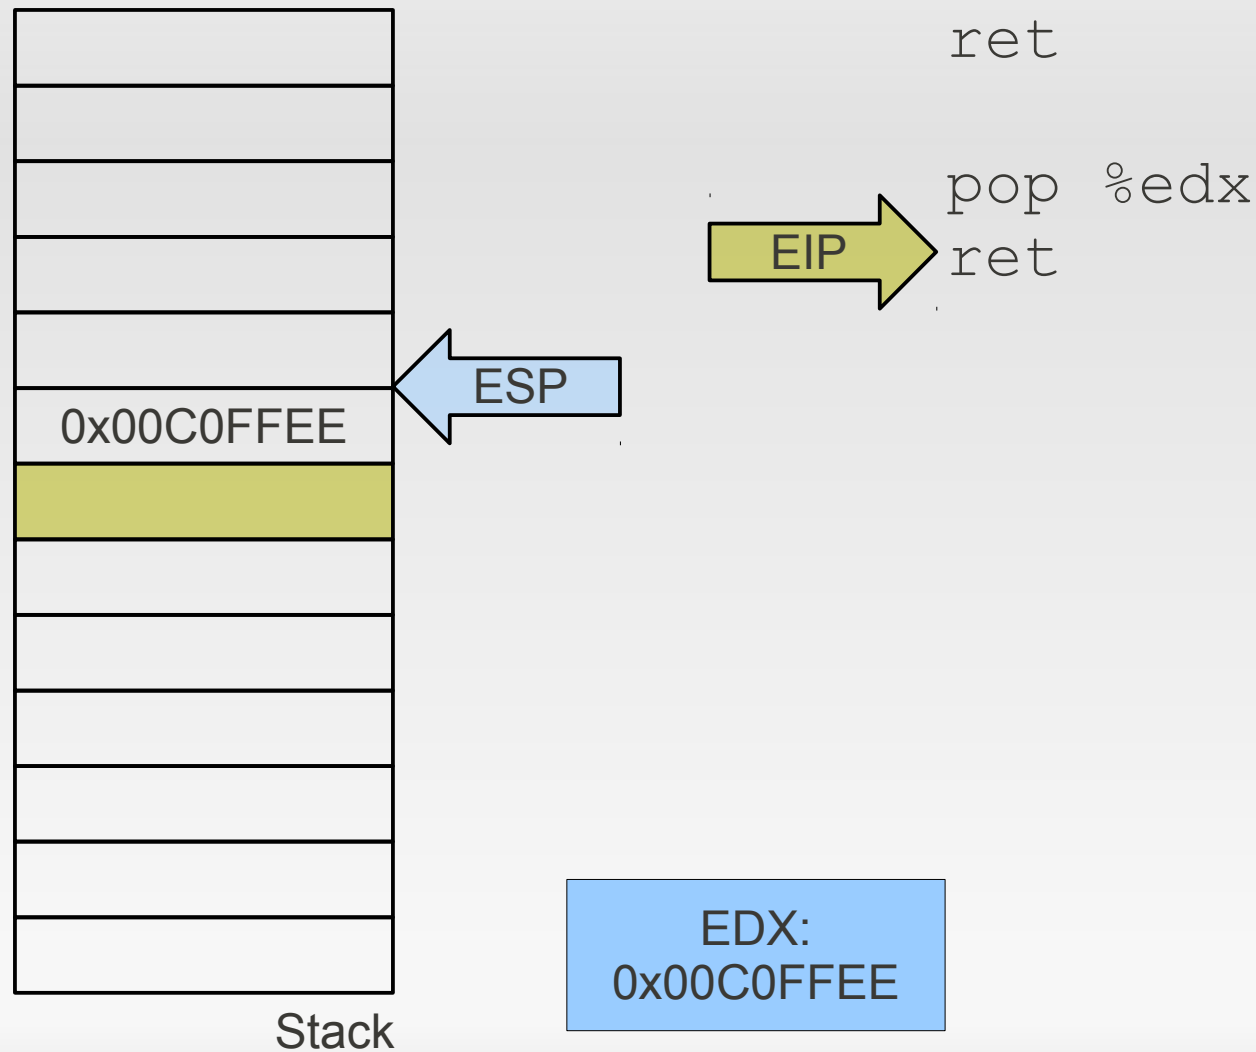 ret
pop %edx
EIP
ret
ESP
0x00C0FFEE
EDX:
0x00C0FFEE
Stack